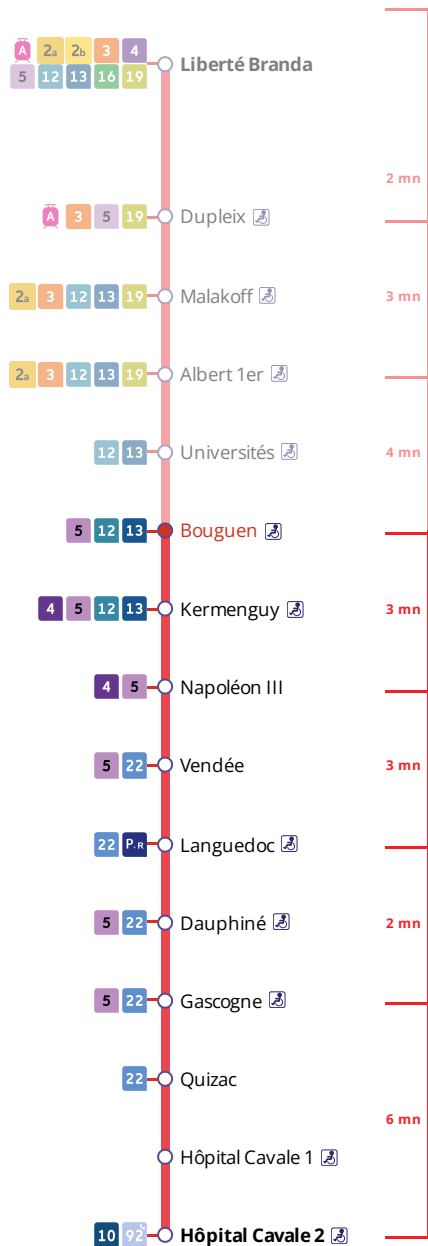 A 2a 2b 3 4
Liberté Branda
5 12 13 16 19
2 mn
A 3 5 19 Dupleix
2a 3 12 13 19 Malakoff 3 mn
2a 3 12 13 19 Albert 1er
12 13 Universités 4 mn
5 12 13 Bouguen
4 5 12 13 Kermenguy 3 mn
4 5 Napoléon III
5 22 Vendée 3 mn
22 P.R Languedoc
5 22 Dauphiné 2 mn
5 22 Gascogne
22 Quizac
6 mn
Hôpital Cavale 1
10 92 Hôpital Cavale 2